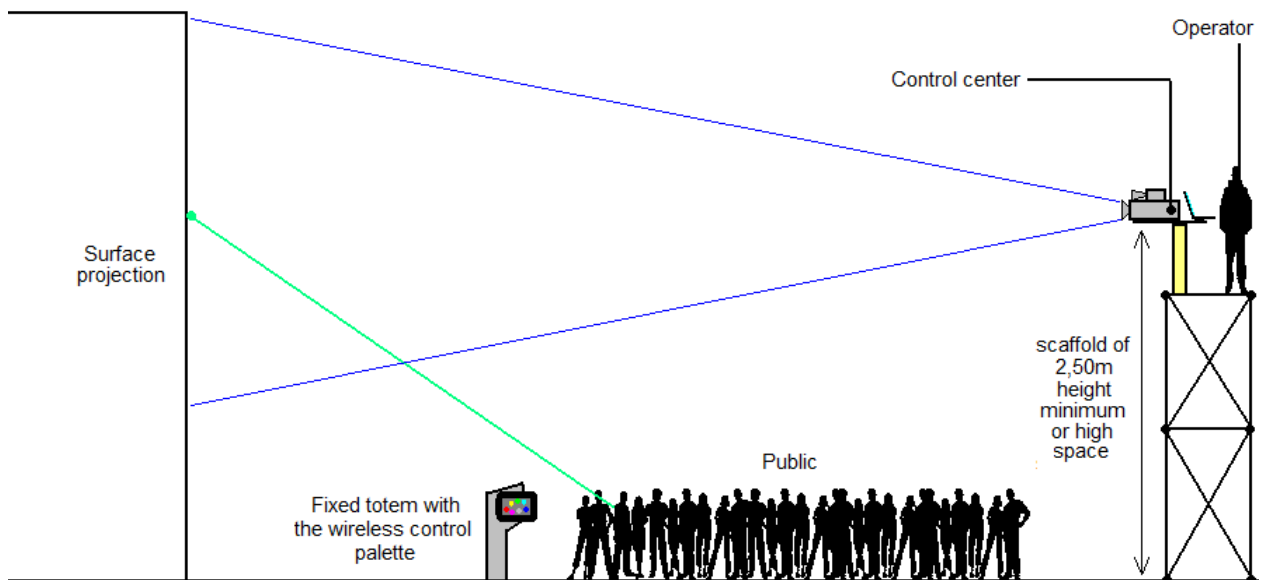 Operator
Control center
Surface
projection
scaffold of
2,50m
height
minimum
or high
space
Public
Fixed totem with
the wireless control
palette